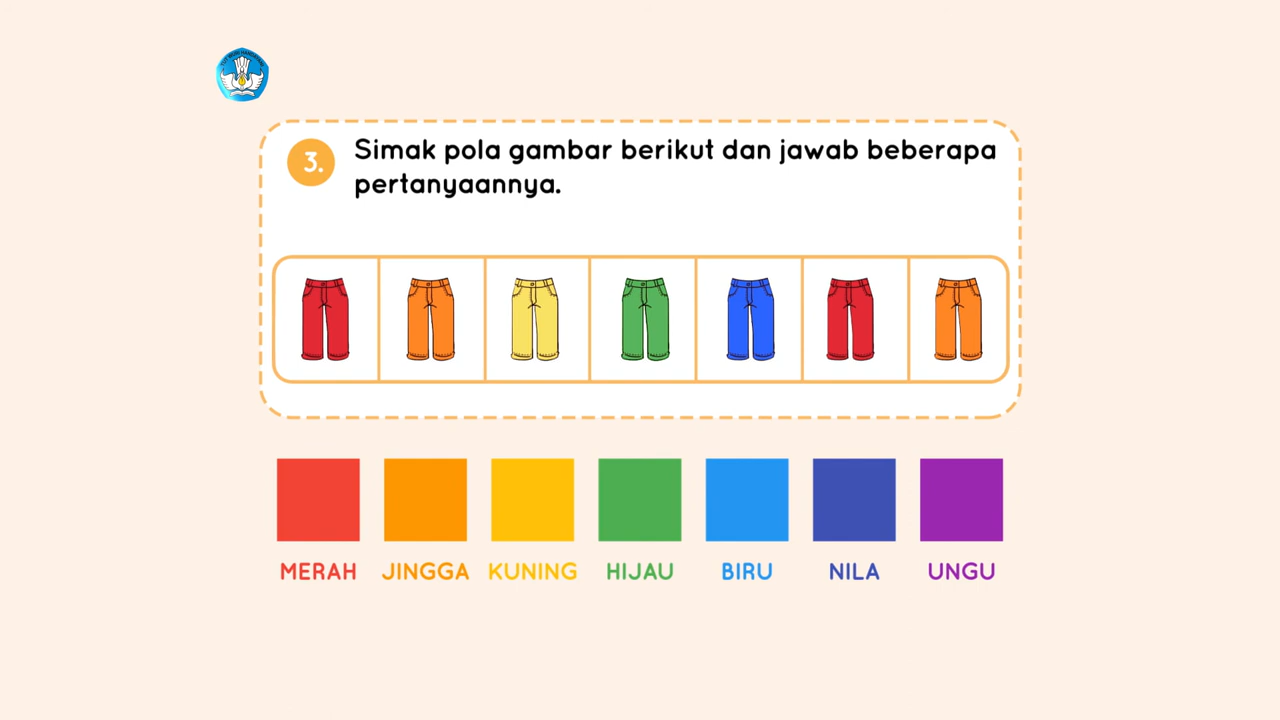 3.
Simak pola gambar berikut dan jawab beberapa
pertanyaannya.
MERAH
JINGGA
KUNING
HIJAU
BIRU
NILA
UNGU